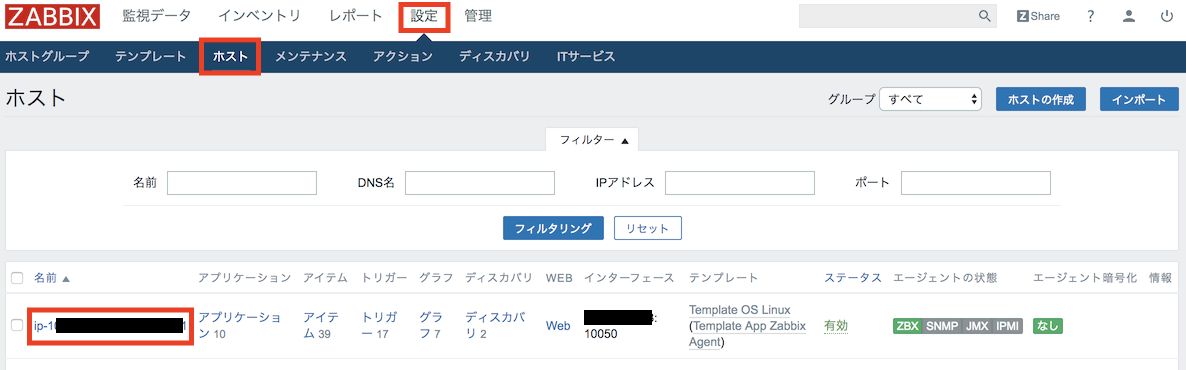 ZABBIX 監視データ インベントリ レポート 設定 管理 Z Share ?
ホストグループ テンプレート ホスト メンテナンス アクション ディスカバリ ITサービス
ホスト グループ すべて ホストの作成 インポート
フィルター ▲
名前 DNS名 IPアドレス ポート
フィルタリング リセット
名前 ▲ アプリケーション アイテム トリガー グラフ ディスカバリ WEB インターフェース テンプレート ステータス エージェントの状態 エージェント暗号化 情報
ip-1 1 アプリケーショ アイテ トリガ グラ ディスカバ Web : Template OS Linux 有効 ZBX SNMP JMX IPMI なし
ン 10 ム 39 ー 17 フ 7 リ 2 10050 (Template App Zabbix
Agent)